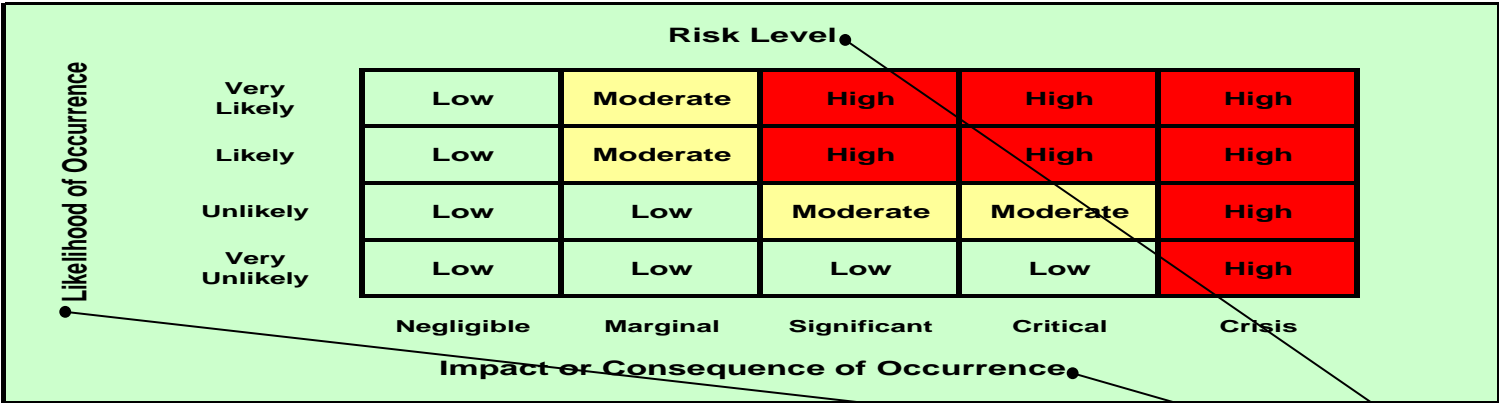 Risk Level
Likelihood of Occurrence
Very
Likely
Low Moderate High High High
Likely Low Moderate High High High
Unlikely Low Low Moderate Moderate High
Very
Unlikely
Low Low Low Low High
Negligible Marginal Significant Critical Crisis
Impact or Consequence of Occurrence